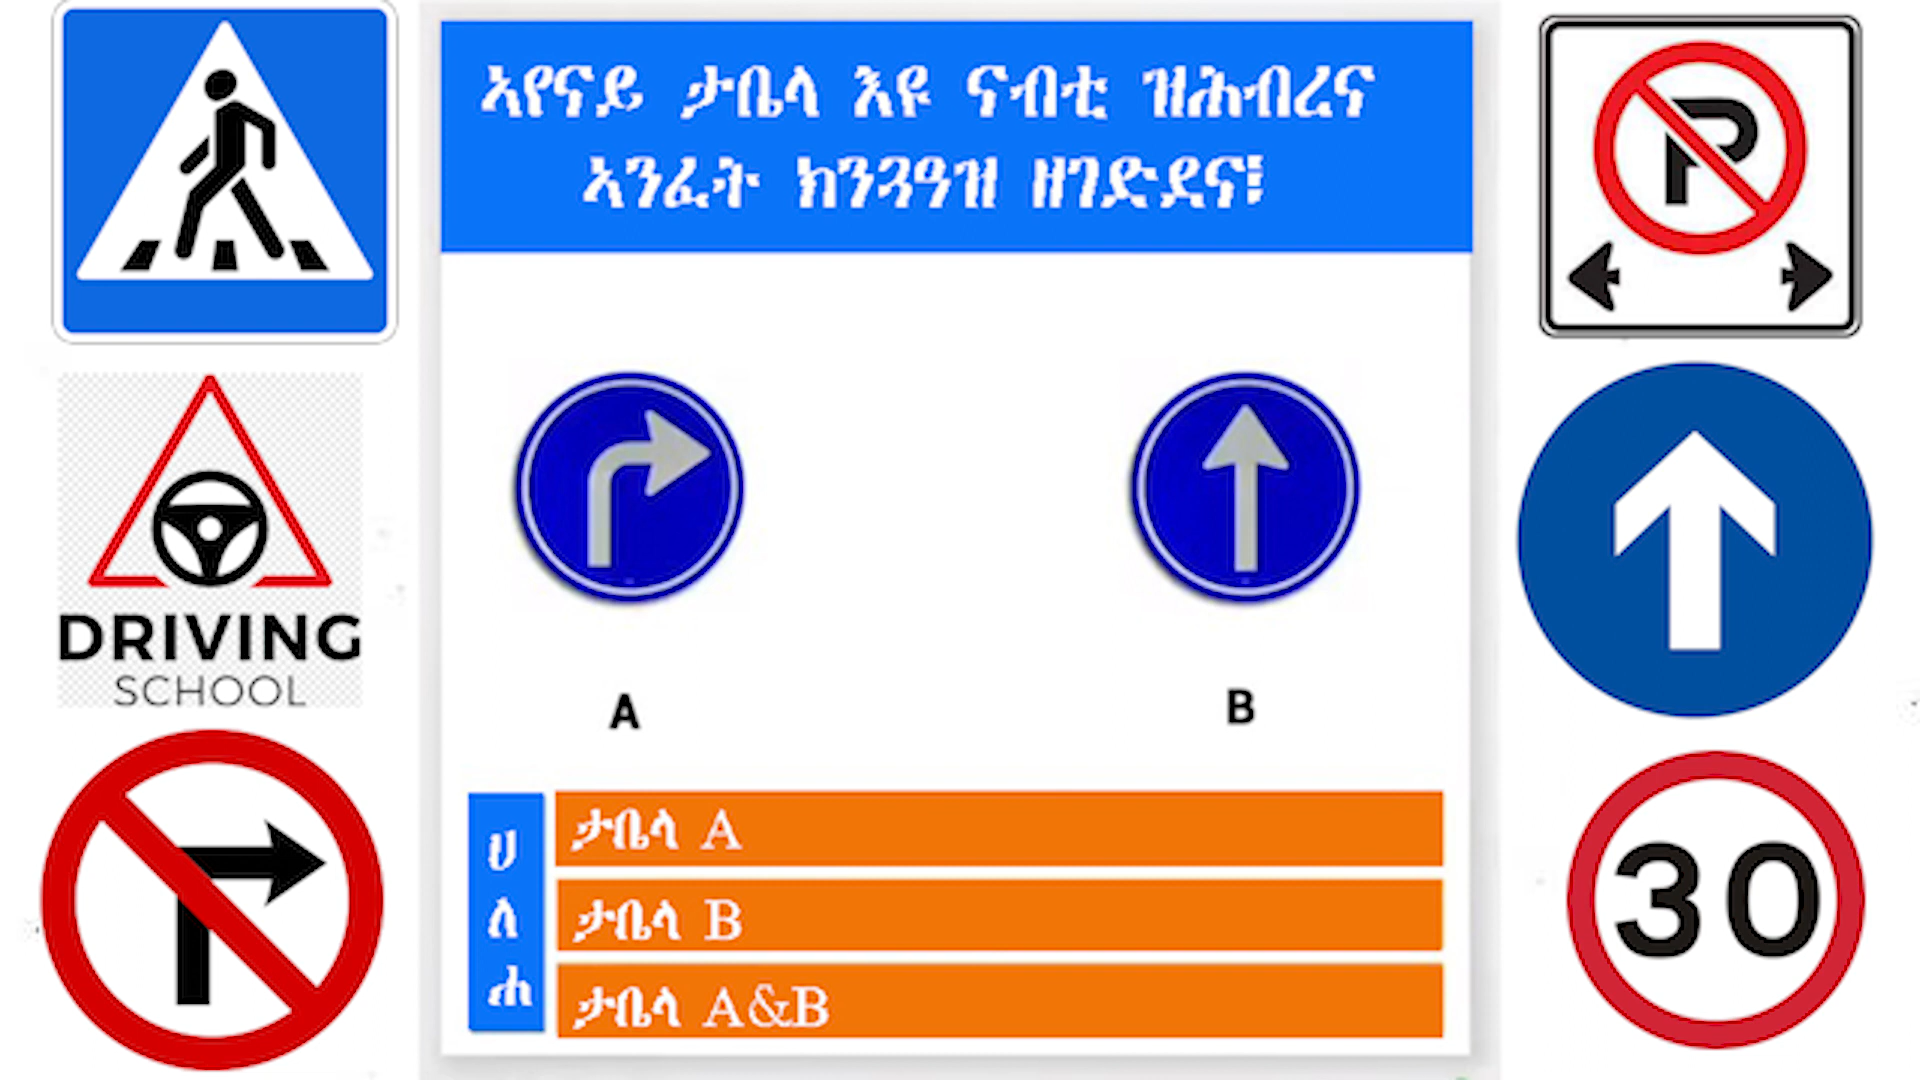 ኣየናይ ታቤላ እዩ ናብቲ ዝሕብረና
ኣንፈት ክንጓዓዝ ዘገድደና፧
P
DRIVING
SCHOOL
A
B
ሀ ታቤላ A
ለ ታቤላ B
ሐ ታቤላ A&B
30